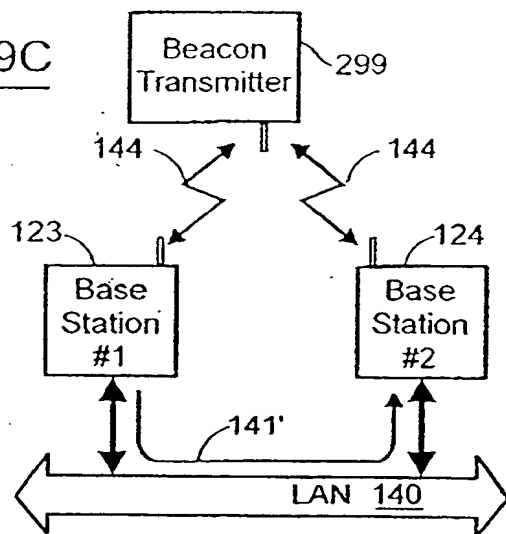 9C
Beacon
Transmitter
299
144
144
123
124
Base
Station
#1
Base
Station
#2
141'
LAN 140